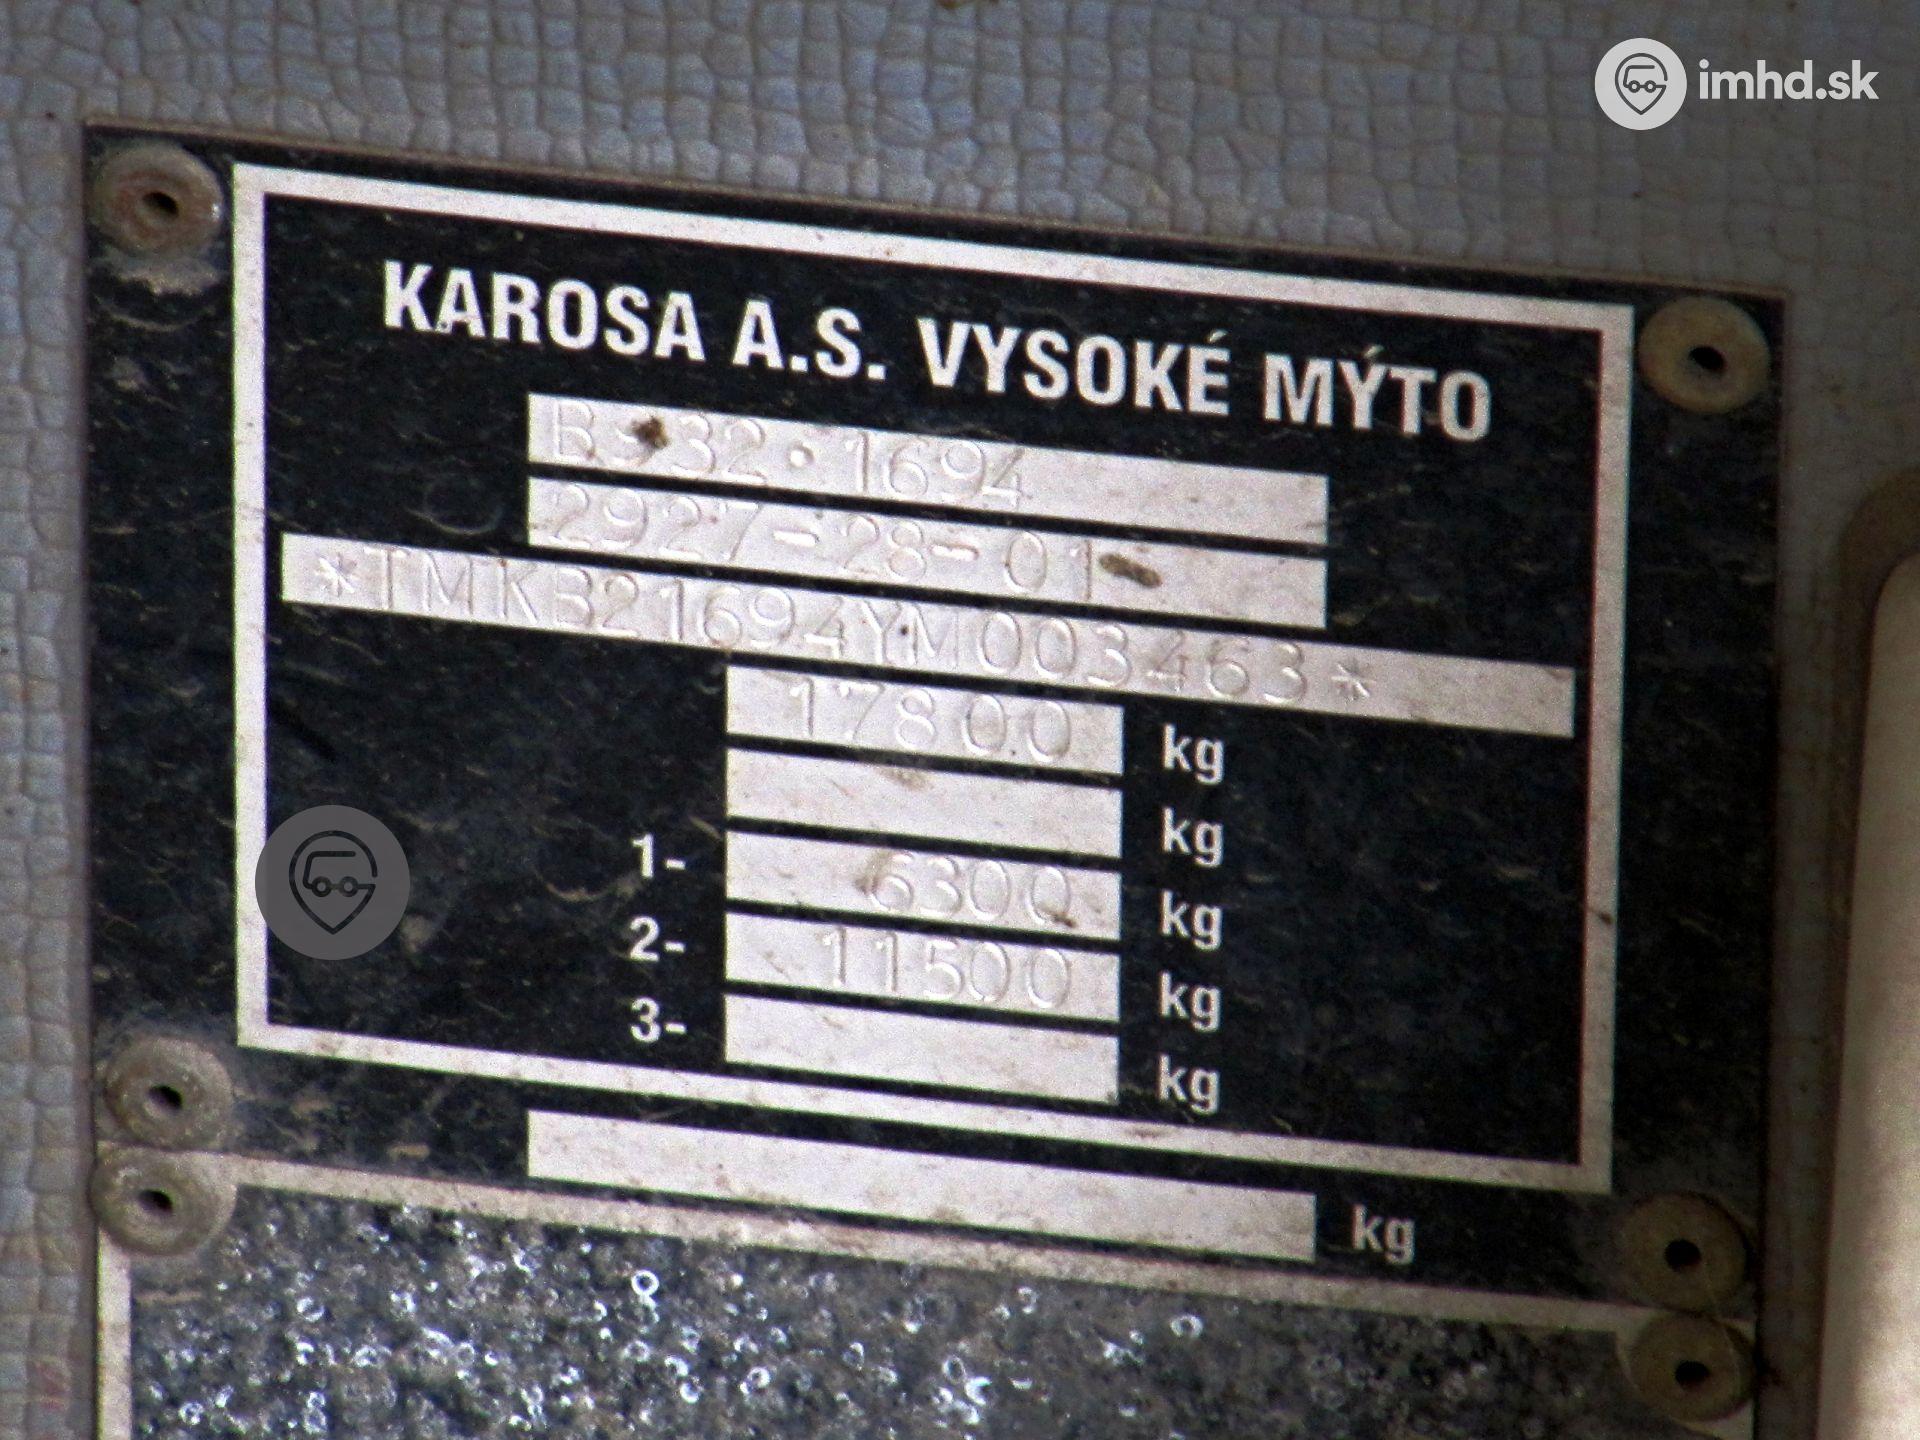 imhd.sk
KAROSA A.S. VYSOKÉ MÝTO
B932.1694
2927-28-01
*TMKB21694YM003463*
17800 kg
kg
1- 6300 kg
2- 11500 kg
3- kg
kg